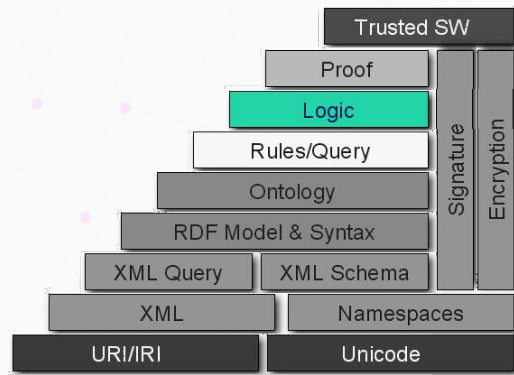 Trusted SW
Proof
Logic
Rules/Query
Ontology
RDF Model & Syntax
XML Query
XML Schema
Signature
Encryption
XML
Namespaces
URI/IRI
Unicode